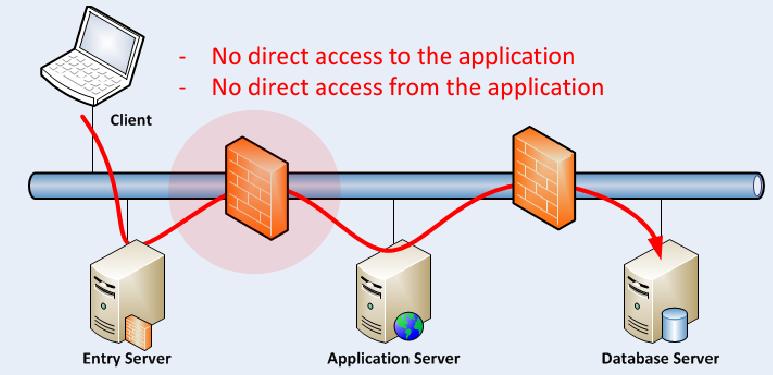 - No direct access to the application
- No direct access from the application
Client
Entry Server
Application Server
Database Server